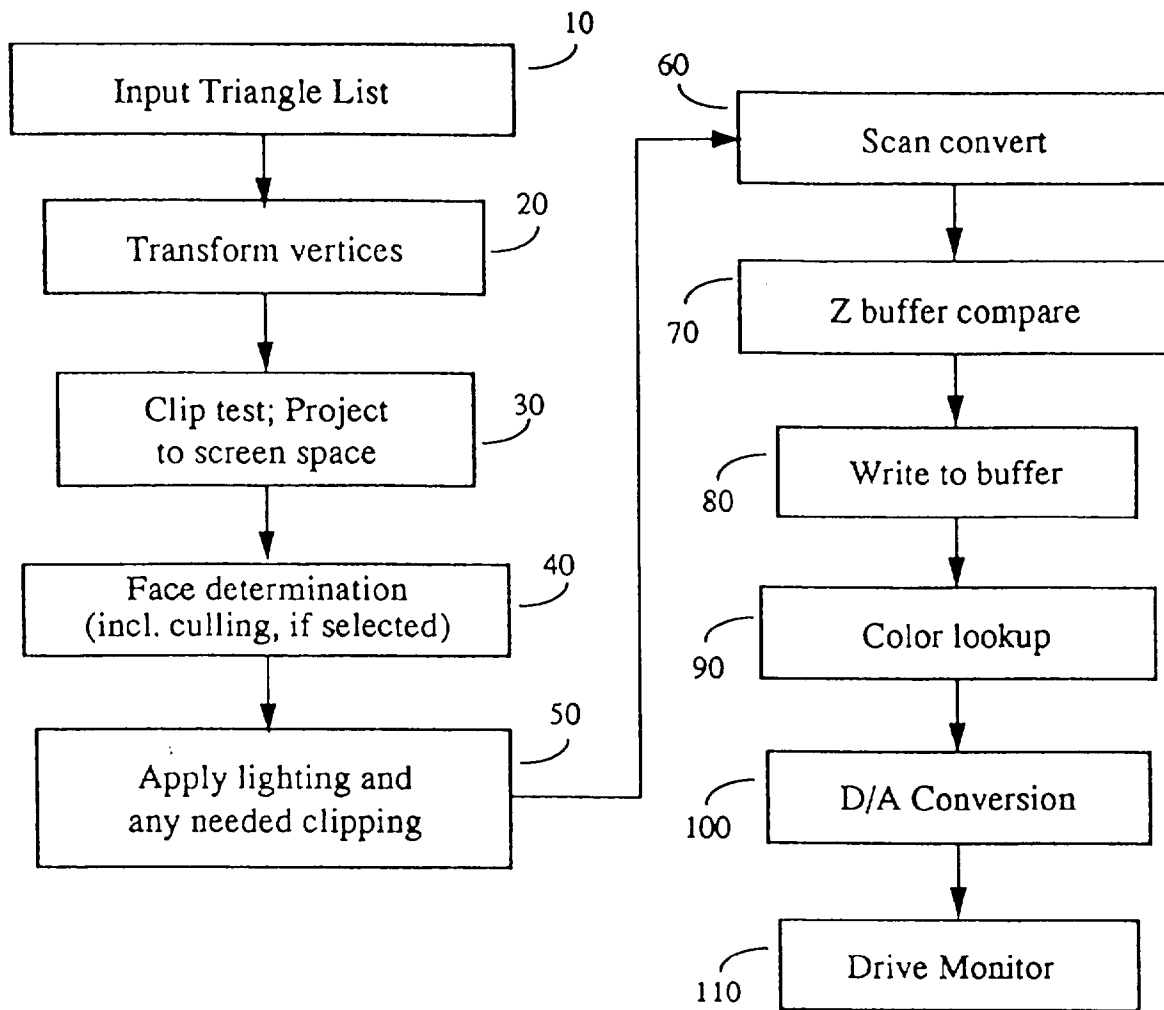 10
Input Triangle List
20
Transform vertices
30
Clip test; Project
to screen space
40
Face determination
(incl. culling, if selected)
50
Apply lighting and
any needed clipping
60
Scan convert
70
Z buffer compare
80
Write to buffer
90
Color lookup
100
D/A Conversion
110
Drive Monitor